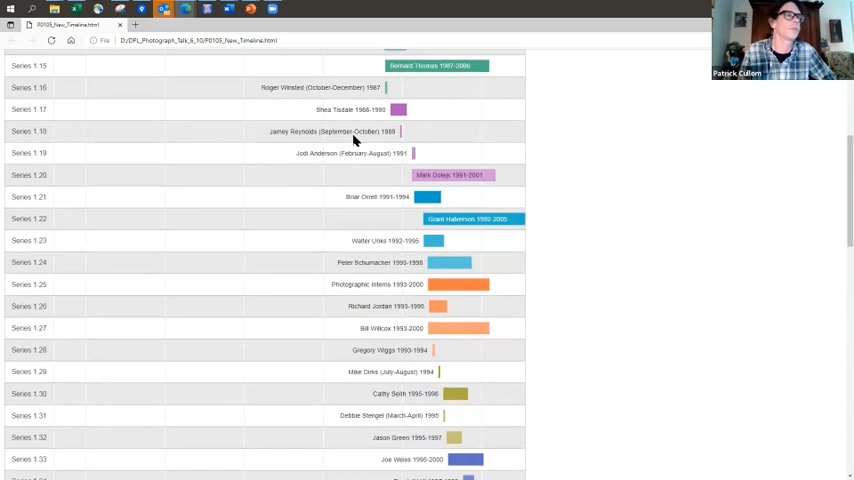 P0105_New_Timeline.html
File D:/DPL_Photograph_Talk_6_10/P0105_New_Timeline.html
Patrick Cullom
Series 1.15 Bernard Thomas 1987-2000
Series 1.16 Roger Winsted (October-December) 1987
Series 1.17 Shea Tisdale 1988-1990
Series 1.18 Jamey Reynolds (September-October) 1989
Series 1.19 Jodi Anderson (February-August) 1991
Series 1.20 Mark Dolejs 1991-2001
Series 1.21 Briar Orrell 1991-1994
Series 1.22 Grant Halverson 1992-2005
Series 1.23 Walter Unks 1992-1995
Series 1.24 Peter Schumacher 1993-1998
Series 1.25 Photographic Interns 1993-2000
Series 1.26 Richard Jordan 1993-1995
Series 1.27 Bill Willcox 1993-2000
Series 1.28 Gregory Wiggs 1993-1994
Series 1.29 Mike Dirks (July-August) 1994
Series 1.30 Cathy Seith 1995-1998
Series 1.31 Debbie Stengel (March-April) 1995
Series 1.32 Jason Green 1995-1997
Series 1.33 Joe Weiss 1995-2000